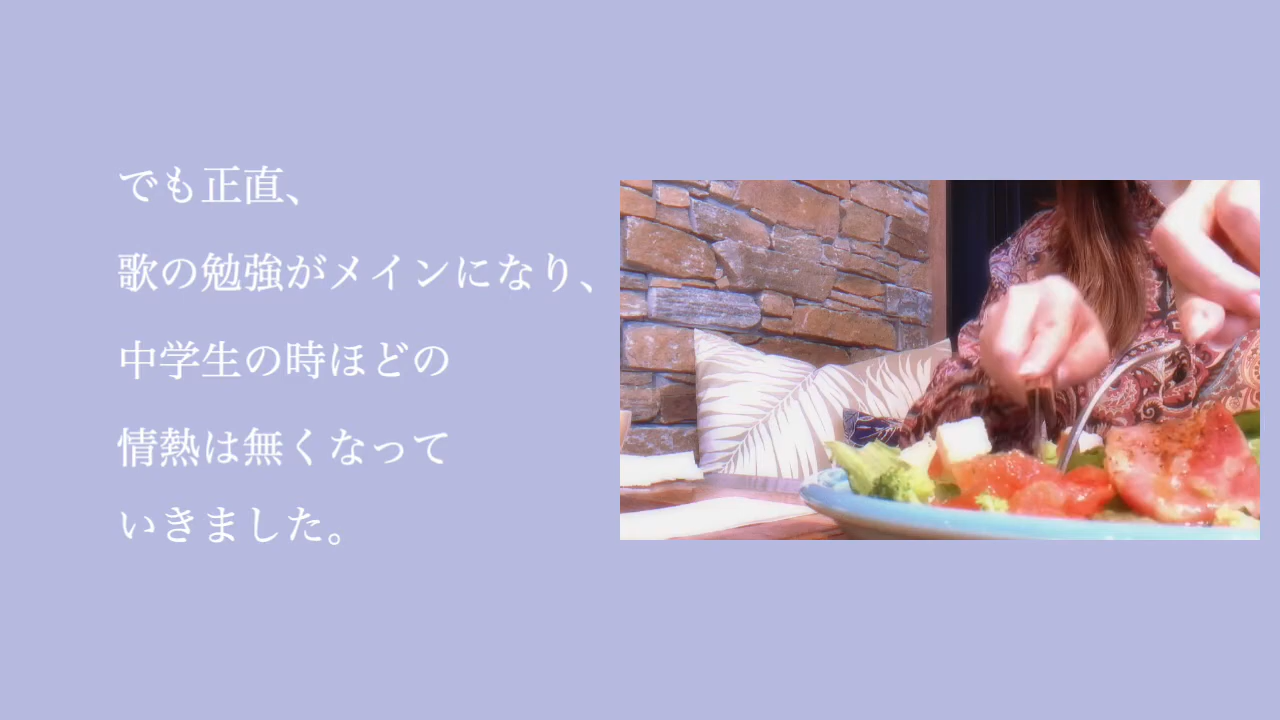 でも正直、
歌の勉強がメインになり、
中学生の時ほどの
情熱は無くなって
いきました。